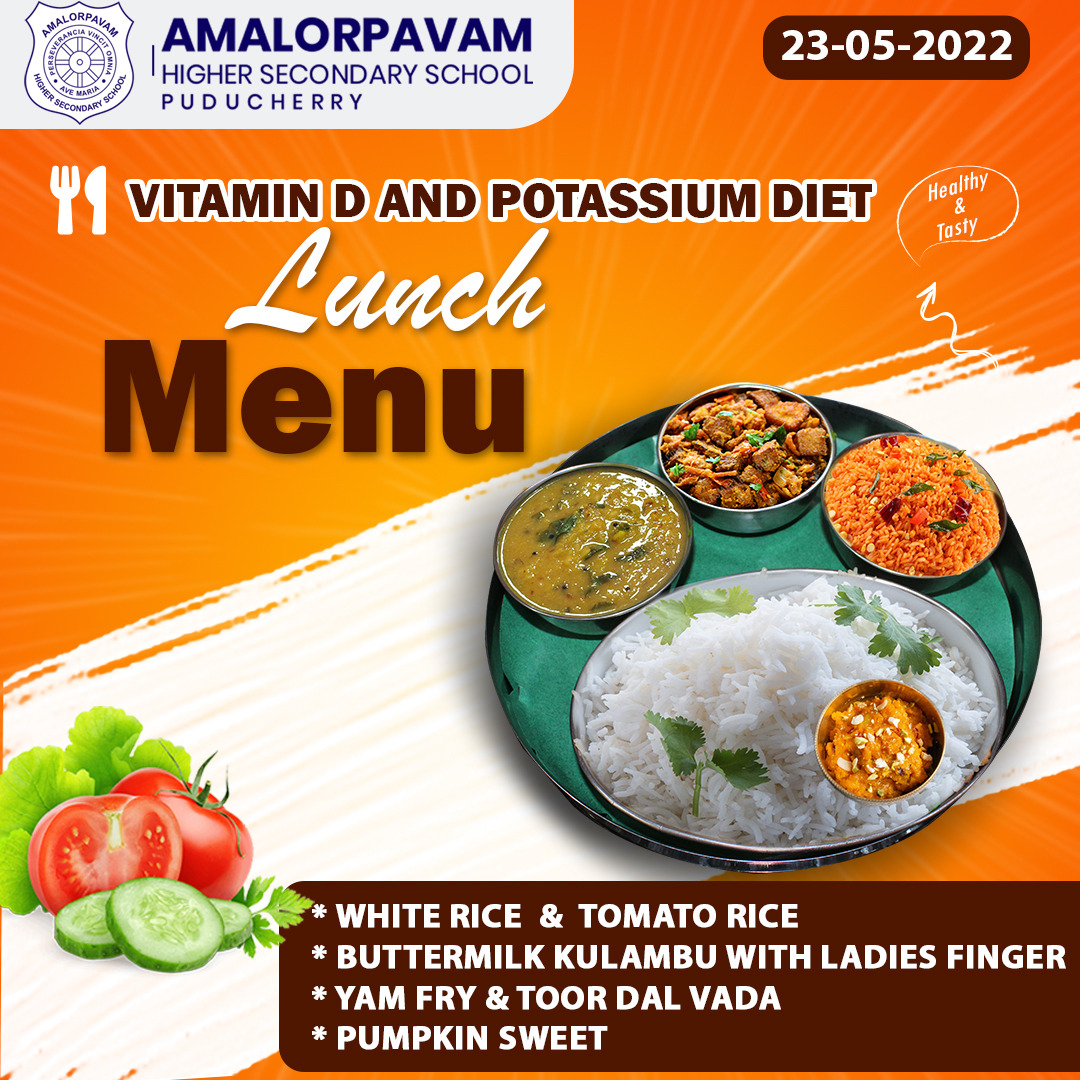 AMALORPAVAM
HIGHER SECONDARY SCHOOL
PERSEVERANCIA VINCIT OMNIA
AVE MARIA
AMALORPAVAM
HIGHER SECONDARY SCHOOL
PUDUCHERRY
23-05-2022
VITAMIN D AND POTASSIUM DIET
Healthy
&
Tasty
Lunch
Menu
* WHITE RICE & TOMATO RICE
* BUTTERMILK KULAMBU WITH LADIES FINGER
* YAM FRY & TOOR DAL VADA
* PUMPKIN SWEET